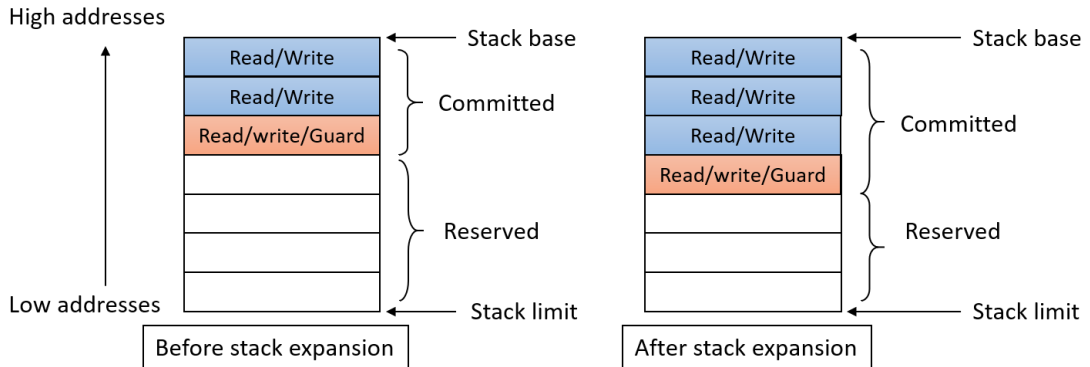 High addresses
Stack base
Read/Write
Read/Write
Committed
Read/write/Guard
Reserved
Low addresses
Stack limit
Before stack expansion
Stack base
Read/Write
Read/Write
Read/Write
Committed
Read/write/Guard
Reserved
Stack limit
After stack expansion